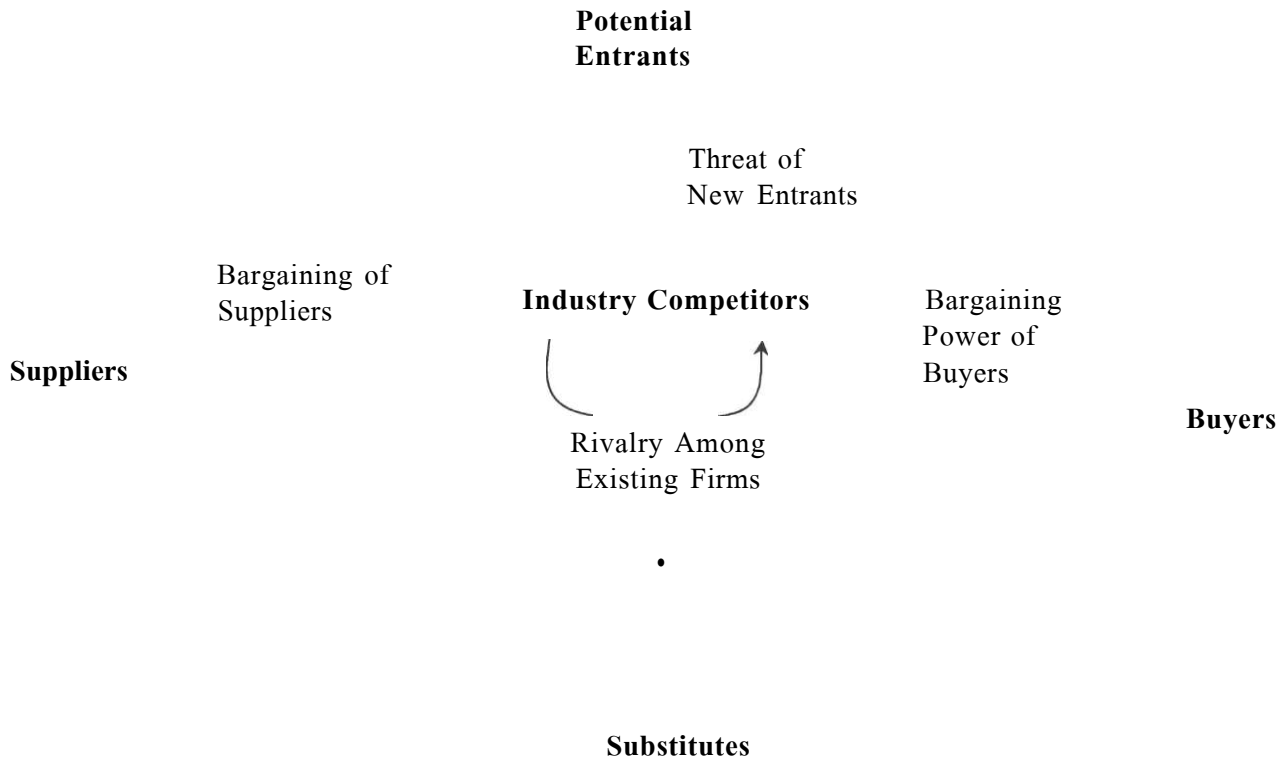 Potential
Entrants
Threat of
New Entrants
Bargaining of
Suppliers
Industry Competitors
Bargaining
Power of
Buyers
Suppliers
Buyers
Rivalry Among
Existing Firms
Substitutes